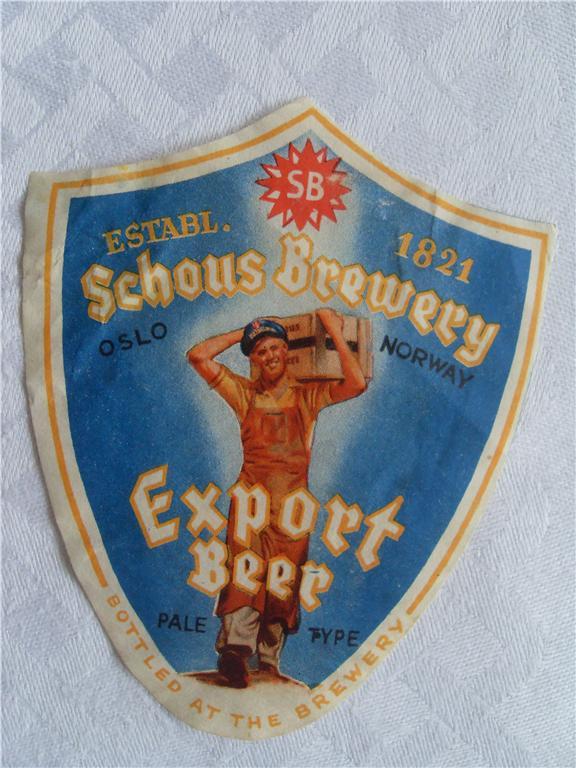 SB
ESTABL. 1821
Schous Brewery
OSLO NORWAY
Export
Beer
PALE TYPE
BOTTLED AT THE BREWERY